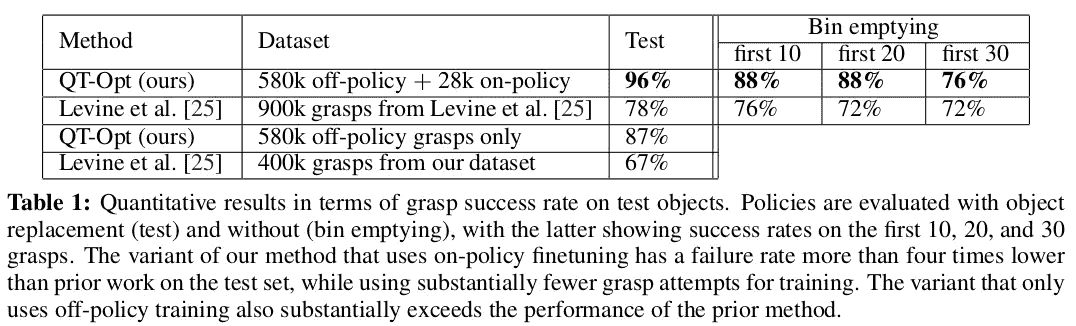 Method Dataset Test Bin emptying
first 10 first 20 first 30
QT-Opt (ours) 580k off-policy + 28k on-policy 96% 88% 88% 76%
Levine et al. [25] 900k grasps from Levine et al. [25] 78% 76% 72% 72%
QT-Opt (ours) 580k off-policy grasps only 87%
Levine et al. [25] 400k grasps from our dataset 67%
Table 1: Quantitative results in terms of grasp success rate on test objects. Policies are evaluated with object
replacement (test) and without (bin emptying), with the latter showing success rates on the first 10, 20, and 30
grasps. The variant of our method that uses on-policy finetuning has a failure rate more than four times lower
than prior work on the test set, while using substantially fewer grasp attempts for training. The variant that only
uses off-policy training also substantially exceeds the performance of the prior method.